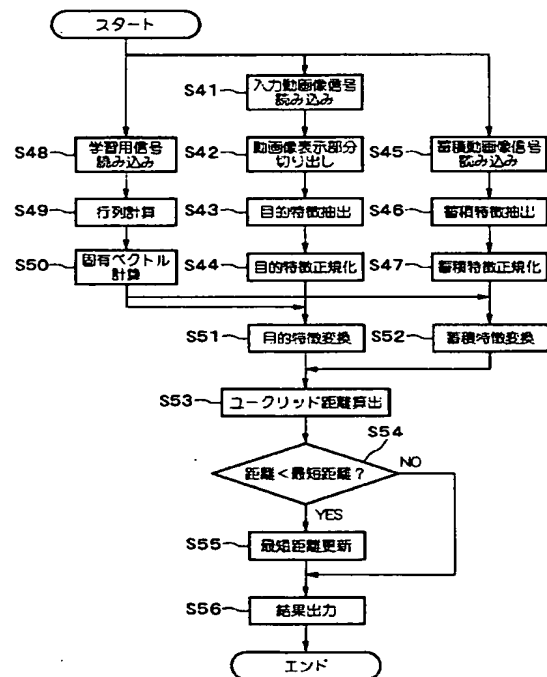 スタート
S41
入力動画像信号
読み込み
S48
学習用信号
読み込み
S42
動画像表示部分
切り出し
S45
蓄積動画像信号
読み込み
S49
行列計算
S43
目的特徴抽出
S46
蓄積特徴抽出
S50
固有ベクトル
計算
S44
目的特徴正規化
S47
蓄積特徴正規化
S51
目的特徴変換
S52
蓄積特徴変換
S53
ユークリッド距離算出
S54
距離<最短距離?
NO
YES
S55
最短距離更新
S56
結果出力
エンド